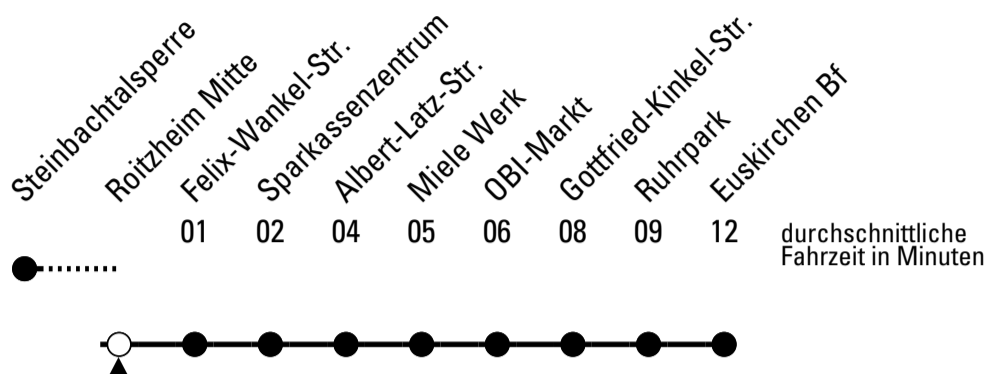 Steinbachtalsperre
Roitzheim Mitte
Felix-Wankel-Str.
Sparkassenzentrum
Albert-Latz-Str.
Miele Werk
OBI-Markt
Gottfried-Kinkel-Str.
Ruhrpark
Euskirchen Bf
01 02 04 05 06 08 09 12
durchschnittliche
Fahrzeit in Minuten